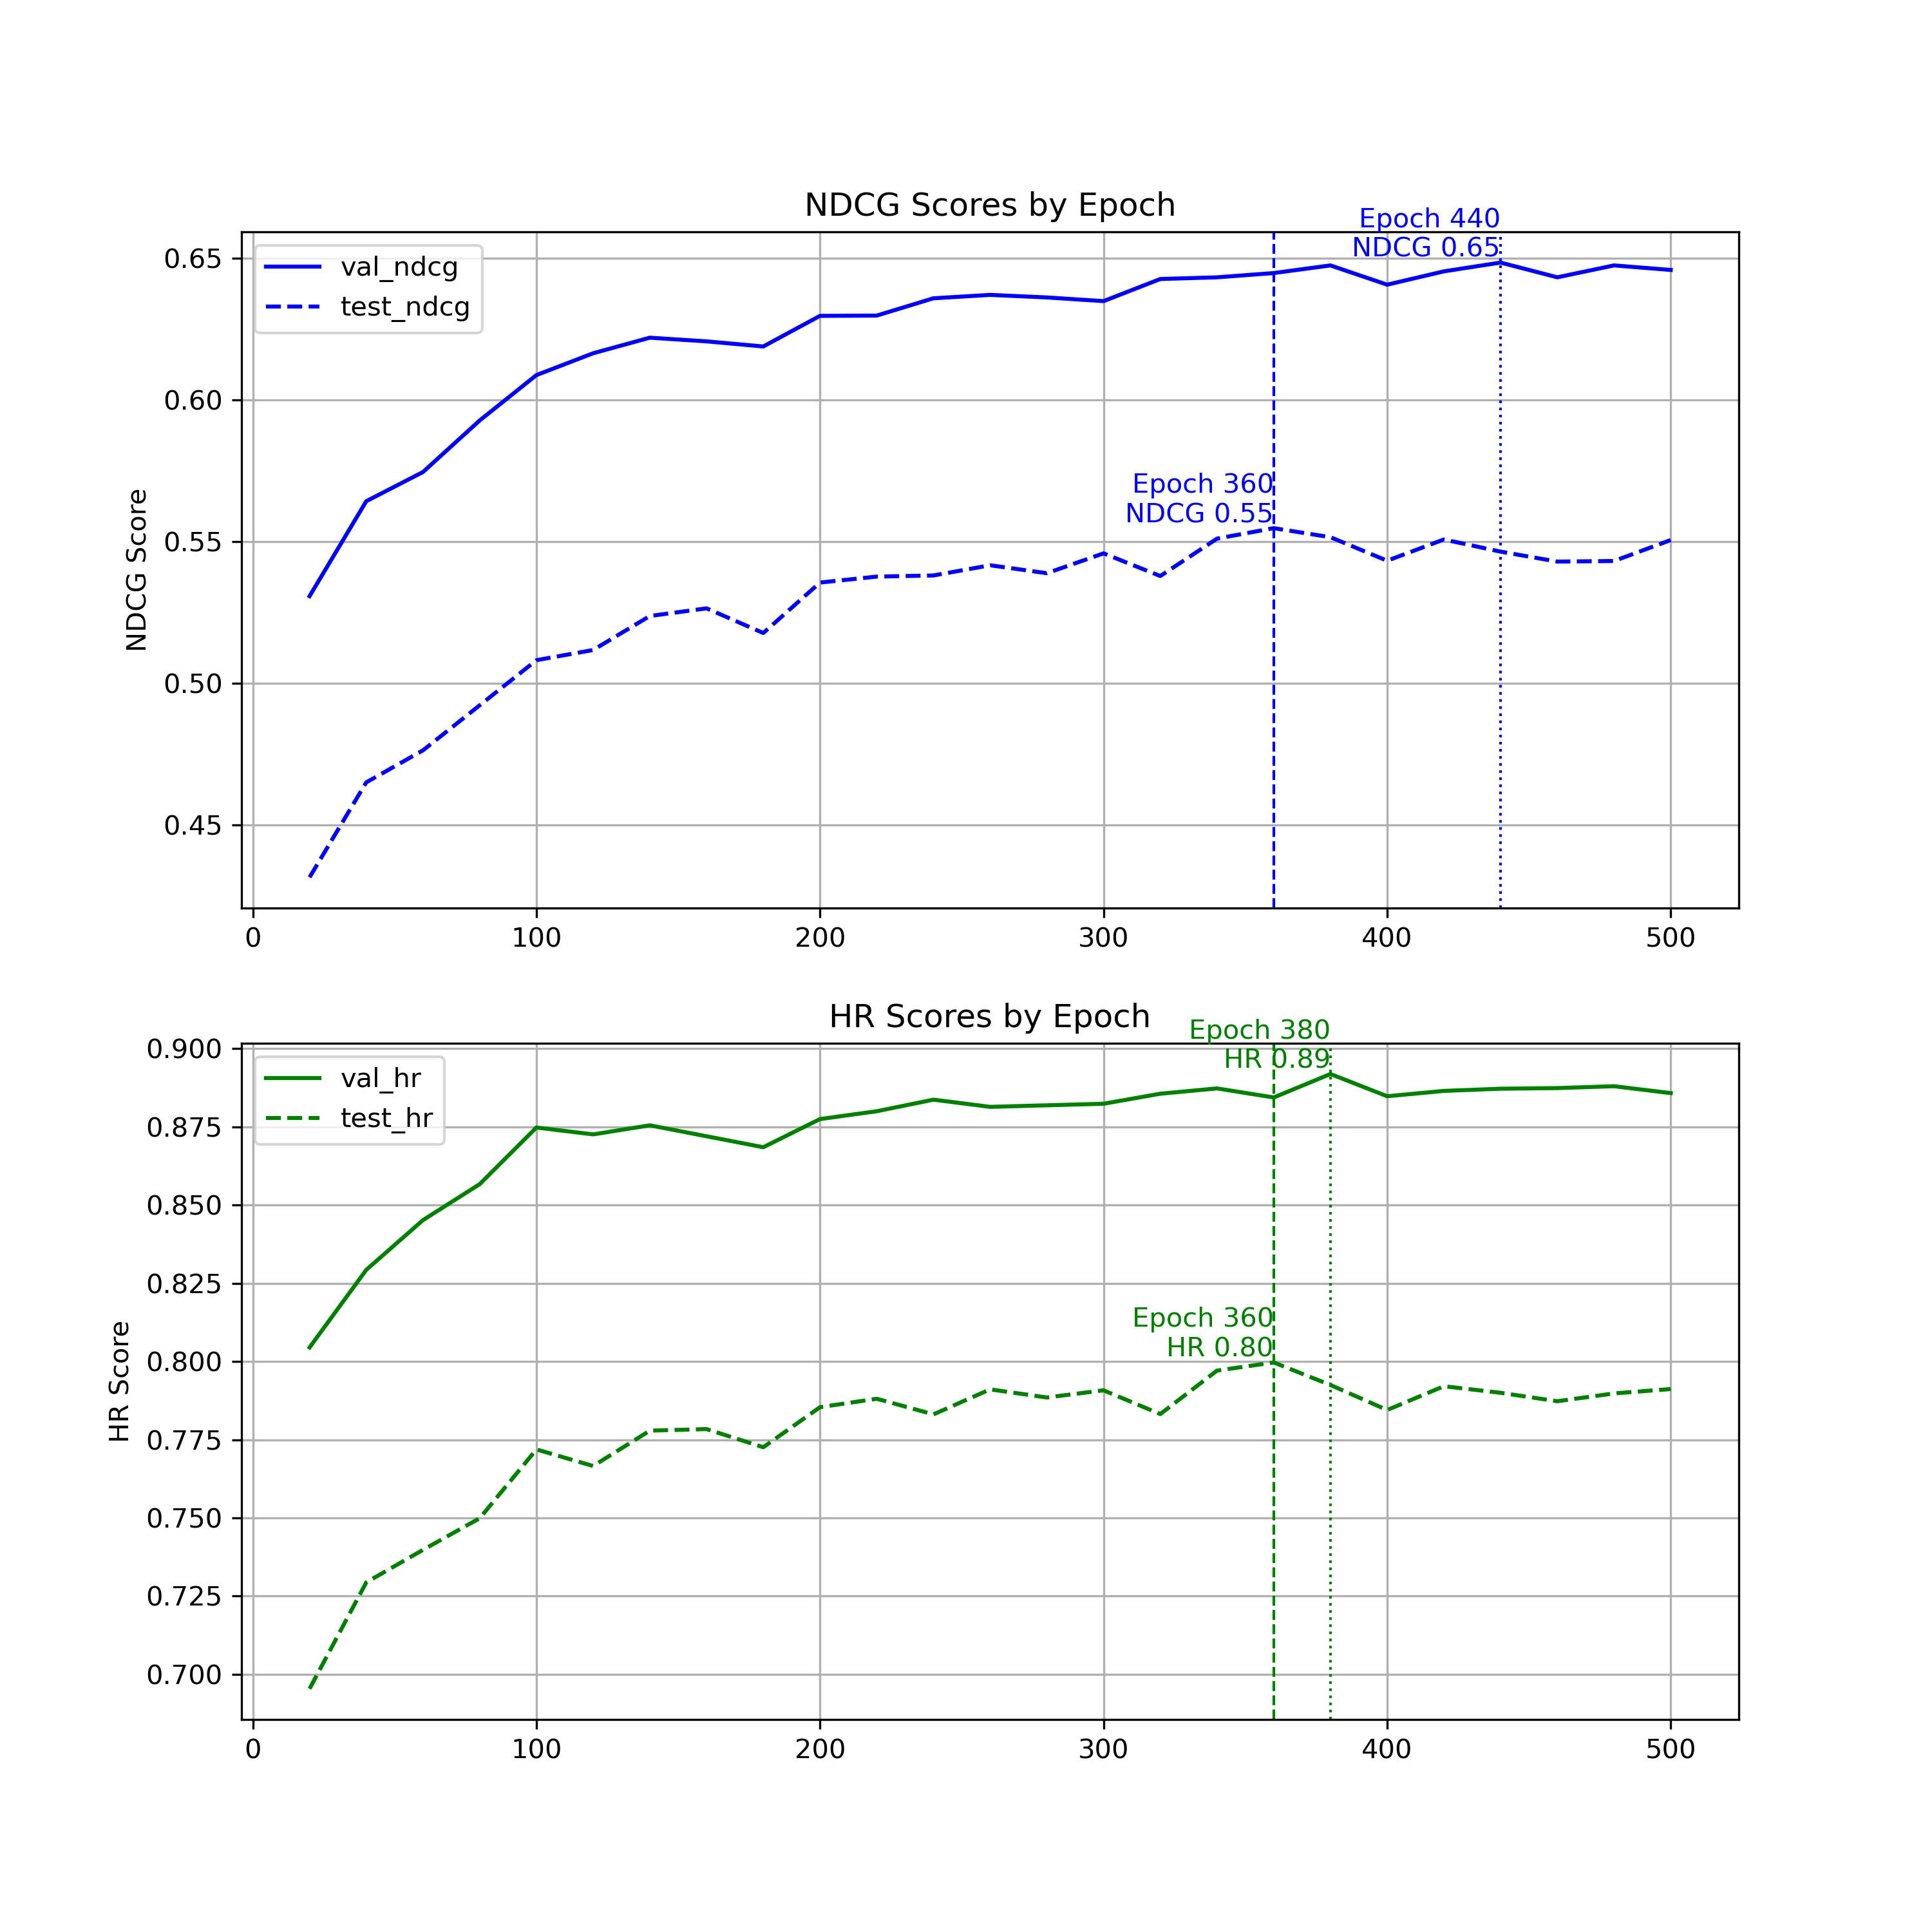 NDCG Scores by Epoch
Epoch 440
NDCG 0.65
val_ndcg
test_ndcg
Epoch 360
NDCG 0.55
NDCG Score
0.65
0.60
0.55
0.50
0.45
0 100 200 300 400 500
HR Scores by Epoch
Epoch 380
HR 0.89
val_hr
test_hr
Epoch 360
HR 0.80
HR Score
0.900
0.875
0.850
0.825
0.800
0.775
0.750
0.725
0.700
0 100 200 300 400 500